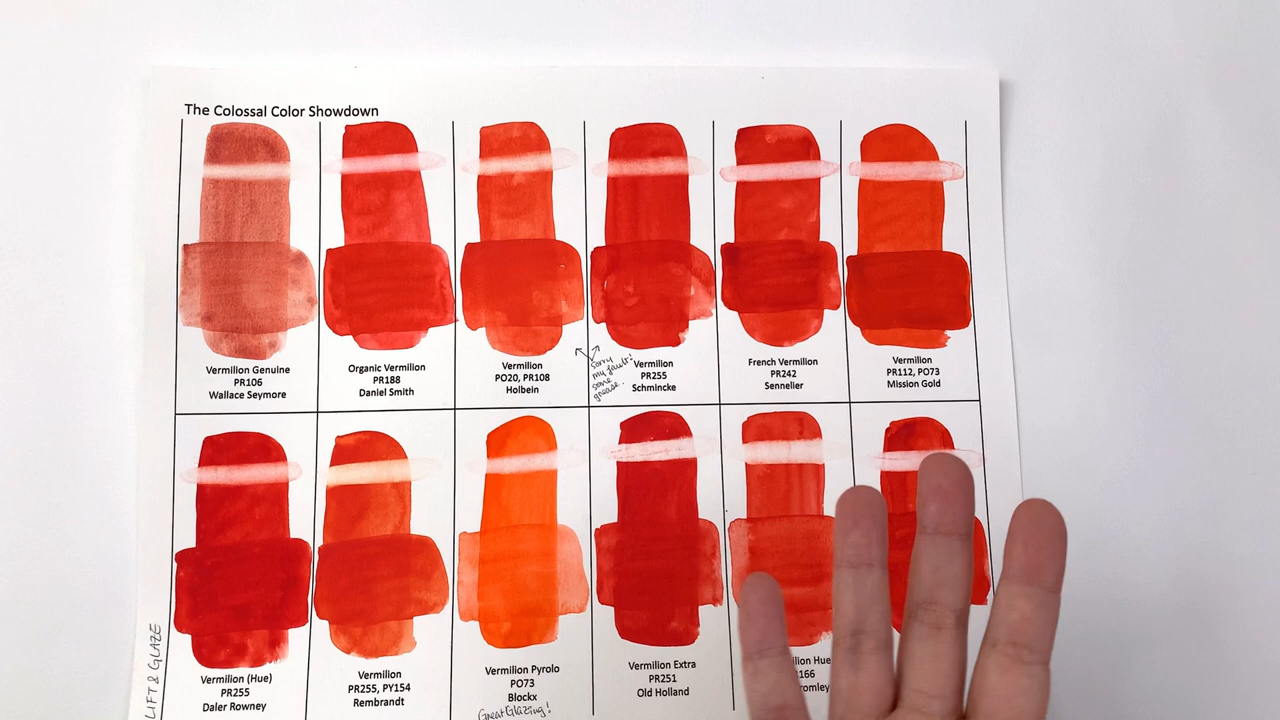 The Colossal Color Showdown
Vermilion Genuine
PR106
Wallace Seymore
Organic Vermilion
PR188
Daniel Smith
Vermilion
PO20, PR108
Holbein
sorry
my fault!
some
grease.
Vermilion
PR255
Schmincke
French Vermilion
PR242
Sennelier
Vermilion
PR112, PO73
Mission Gold
LIFT & GLAZE
Vermilion (Hue)
PR255
Daler Rowney
Vermilion
PR255, PY154
Rembrandt
Vermilion Pyrolo
PO73
Blockx
Great Glazing!
Vermilion Extra
PR251
Old Holland
Hue
166